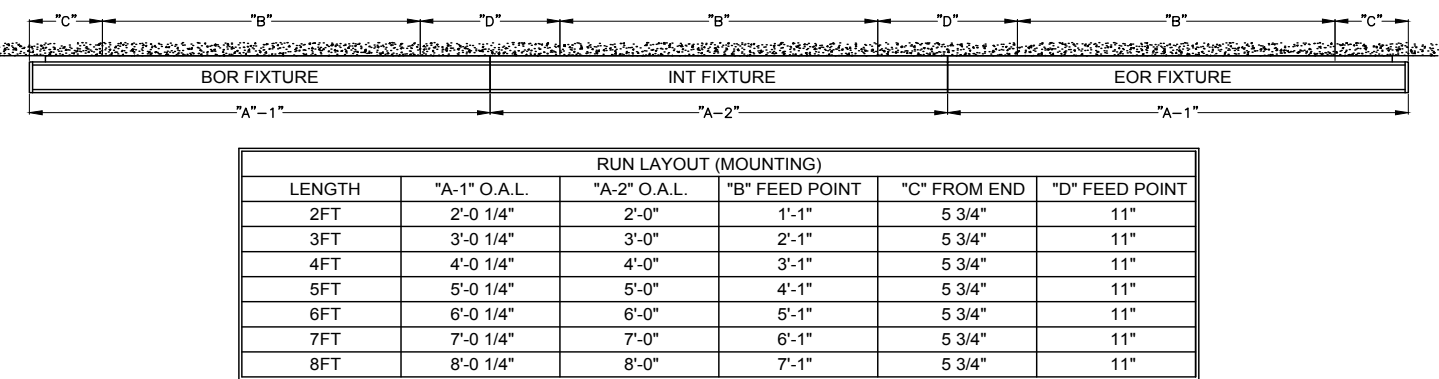 "C" "B" "D" "B" "D" "B" "C"
BOR FIXTURE INT FIXTURE EOR FIXTURE
"A"-1" "A-2" "A-1"
RUN LAYOUT (MOUNTING)
LENGTH "A-1" O.A.L. "A-2" O.A.L. "B" FEED POINT "C" FROM END "D" FEED POINT
2FT 2'-0 1/4" 2'-0" 1'-1" 5 3/4" 11"
3FT 3'-0 1/4" 3'-0" 2'-1" 5 3/4" 11"
4FT 4'-0 1/4" 4'-0" 3'-1" 5 3/4" 11"
5FT 5'-0 1/4" 5'-0" 4'-1" 5 3/4" 11"
6FT 6'-0 1/4" 6'-0" 5'-1" 5 3/4" 11"
7FT 7'-0 1/4" 7'-0" 6'-1" 5 3/4" 11"
8FT 8'-0 1/4" 8'-0" 7'-1" 5 3/4" 11"